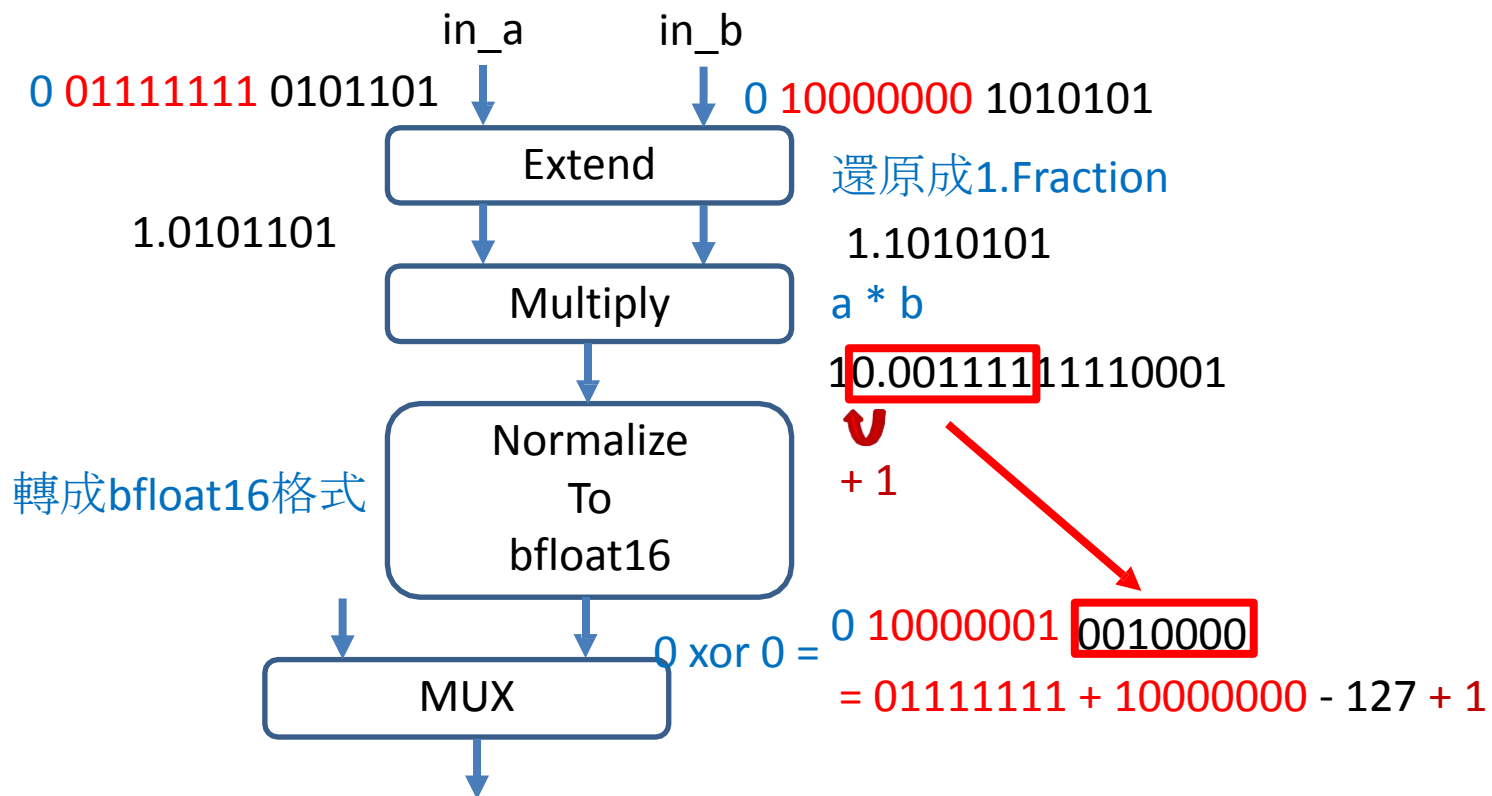 in_a in_b
0 01111111 0101101
0 10000000 1010101
Extend
還原成1.Fraction
1.0101101
1.1010101
Multiply
a * b
10.00111111110001
+ 1
Normalize
To
bfloat16
轉成bfloat16格式
0 xor 0 = 0 10000001 0010000
= 01111111 + 10000000 - 127 + 1
MUX